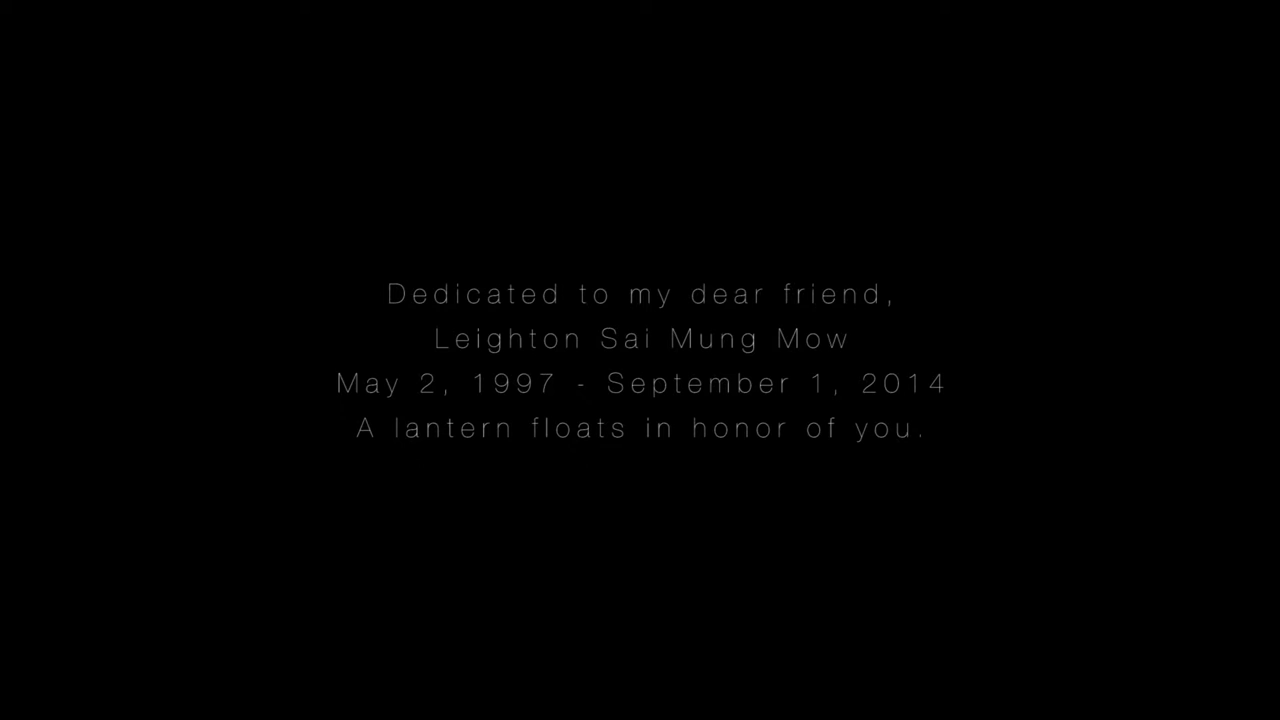 Dedicated to my dear friend,
Leighton Sai Mung Mow
May 2, 1997 - September 1, 2014
A lantern floats in honor of you.